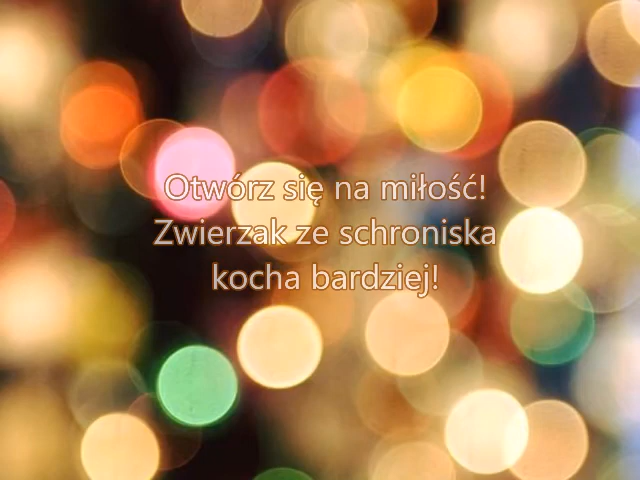 Otwórz się na miłość!
Zwierzak ze schroniska
kocha bardziej!